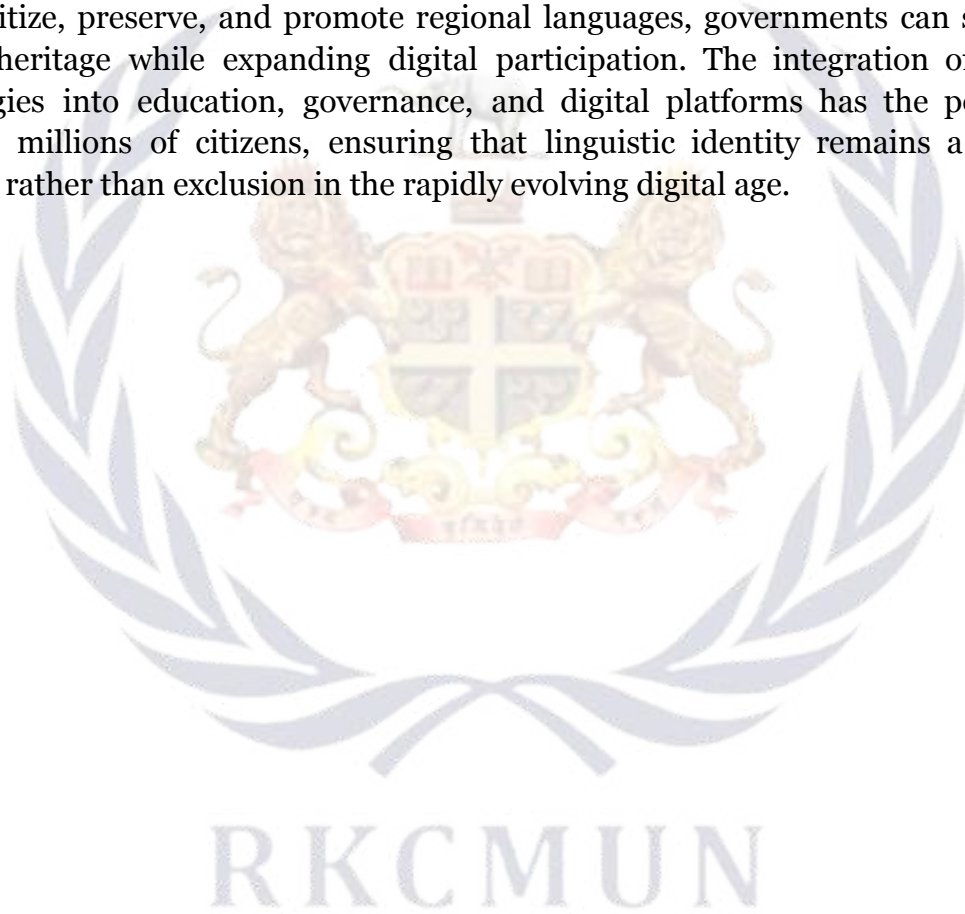 itize, preserve, and promote regional languages, governments can s
heritage while expanding digital participation. The integration o
gies into education, governance, and digital platforms has the p
millions of citizens, ensuring that linguistic identity remains a
rather than exclusion in the rapidly evolving digital age.
RKCMUN